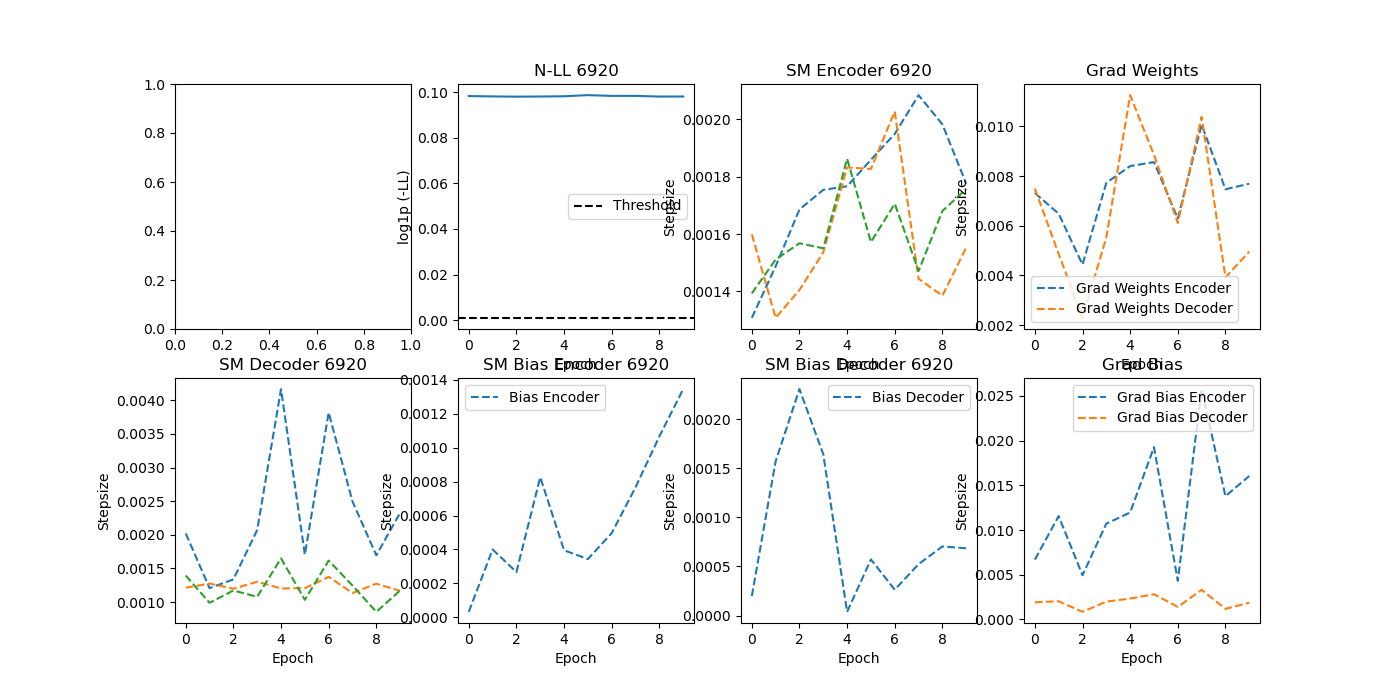 N-LL 6920
SM Encoder 6920
Grad Weights
1.0
0.8
0.6
0.4
0.2
0.0
0.0 0.2 0.4 0.6 0.8 1.0
log1p (-LL)
0.10
0.08
0.06
0.04
0.02
0.00
Threshold
0 2 4 6 8
Epoch
Stepsize
0.0020
0.0018
0.0016
0.0014
0 2 4 6 8
Epoch
Stepsize
0.010
0.008
0.006
0.004
0.002
Grad Weights Encoder
Grad Weights Decoder
0 2 4 6 8
Epoch
SM Decoder 6920
SM Bias Encoder 6920
SM Bias Decoder 6920
Grad Bias
Stepsize
0.0040
0.0035
0.0030
0.0025
0.0020
0.0015
0.0010
0 2 4 6 8
Epoch
Stepsize
0.0014
0.0012
0.0010
0.0008
0.0006
0.0004
0.0002
0.0000
Bias Encoder
0 2 4 6 8
Epoch
Stepsize
0.0020
0.0015
0.0010
0.0005
0.0000
Bias Decoder
0 2 4 6 8
Epoch
Stepsize
0.025
0.020
0.015
0.010
0.005
0.000
Grad Bias Encoder
Grad Bias Decoder
0 2 4 6 8
Epoch